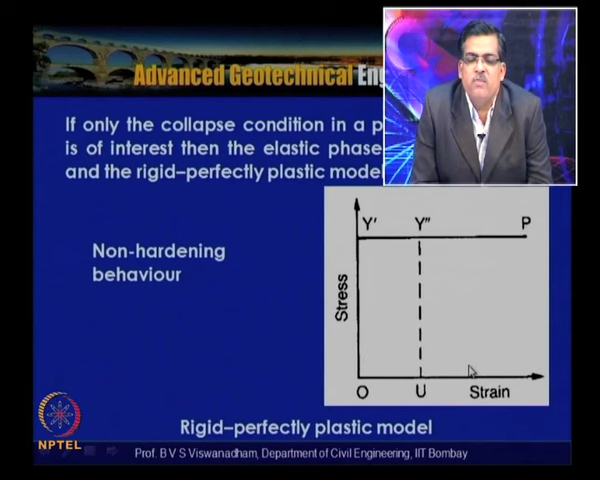 Advanced Geotechnical En
If only the collapse condition in a p
is of interest then the elastic phase
and the rigid–perfectly plastic model
Non-hardening
behaviour
Y' Y" P
Stress
O U Strain
Rigid–perfectly plastic model
NPTEL
Prof. B V S Viswanadham, Department of Civil Engineering, IIT Bombay